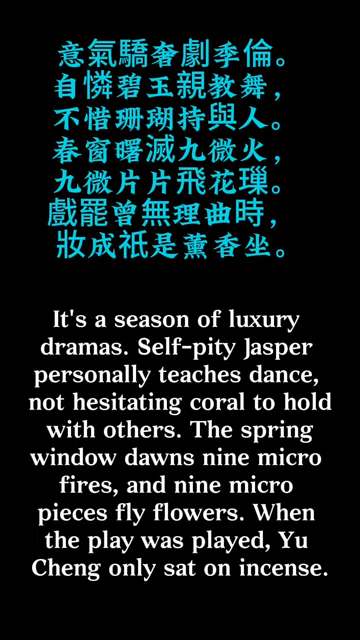 意氣驕奢劇季倫。
自憐碧玉親教舞，
不惜珊瑚持與人。
春窗曙滅九微火，
九微片片飛花璅。
戲罷曾無理曲時，
妝成祇是薰香坐。
It's a season of luxury
dramas. Self-pity Jasper
personally teaches dance,
not hesitating coral to hold
with others. The spring
window dawns nine micro
fires, and nine micro
pieces fly flowers. When
the play was played, Yu
Cheng only sat on incense.